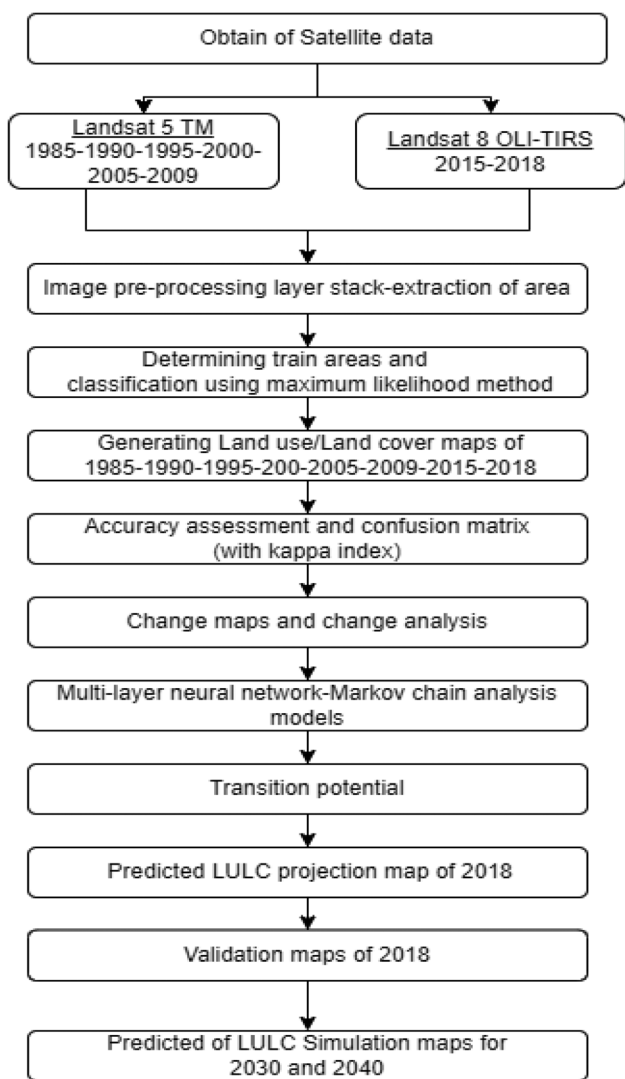 Obtain of Satellite data
Landsat 5 TM
1985-1990-1995-2000-
2005-2009
Landsat 8 OLI-TIRS
2015-2018
Image pre-processing layer stack-extraction of area
Determining train areas and
classification using maximum likelihood method
Generating Land use/Land cover maps of
1985-1990-1995-200-2005-2009-2015-2018
Accuracy assessment and confusion matrix
(with kappa index)
Change maps and change analysis
Multi-layer neural network-Markov chain analysis
models
Transition potential
Predicted LULC projection map of 2018
Validation maps of 2018
Predicted of LULC Simulation maps for
2030 and 2040